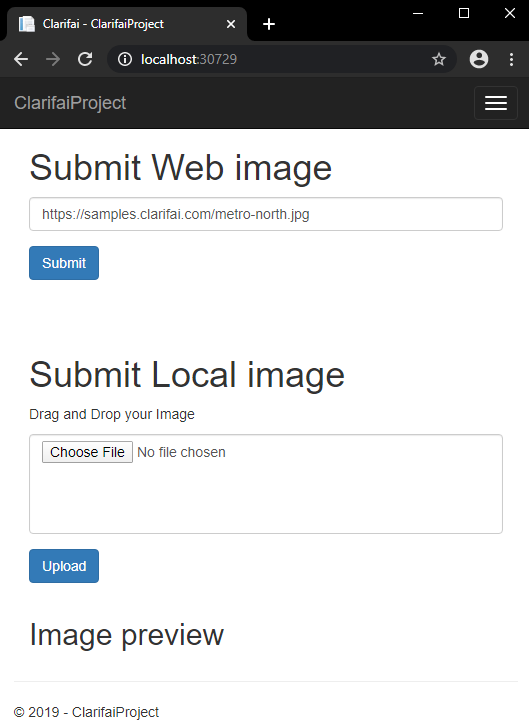 Clarifai - ClarifaiProject
localhost:30729
ClarifaiProject
Submit Web image
https://samples.clarifai.com/metro-north.jpg
Submit
Submit Local image
Drag and Drop your Image
Choose File No file chosen
Upload
Image preview
© 2019 - ClarifaiProject